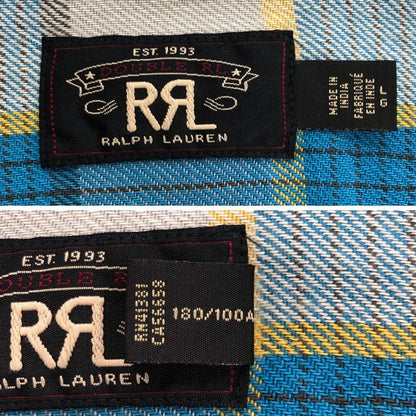 EST. 1993
DOUBLE RL
RRL
RALPH LAUREN
MADE IN
INDIA
FABRIQUÉ
EN INDE
L G
EST. 1993
DOUBLE RL
RRL
RALPH LAUREN
RN41381
CA56858
180/100A